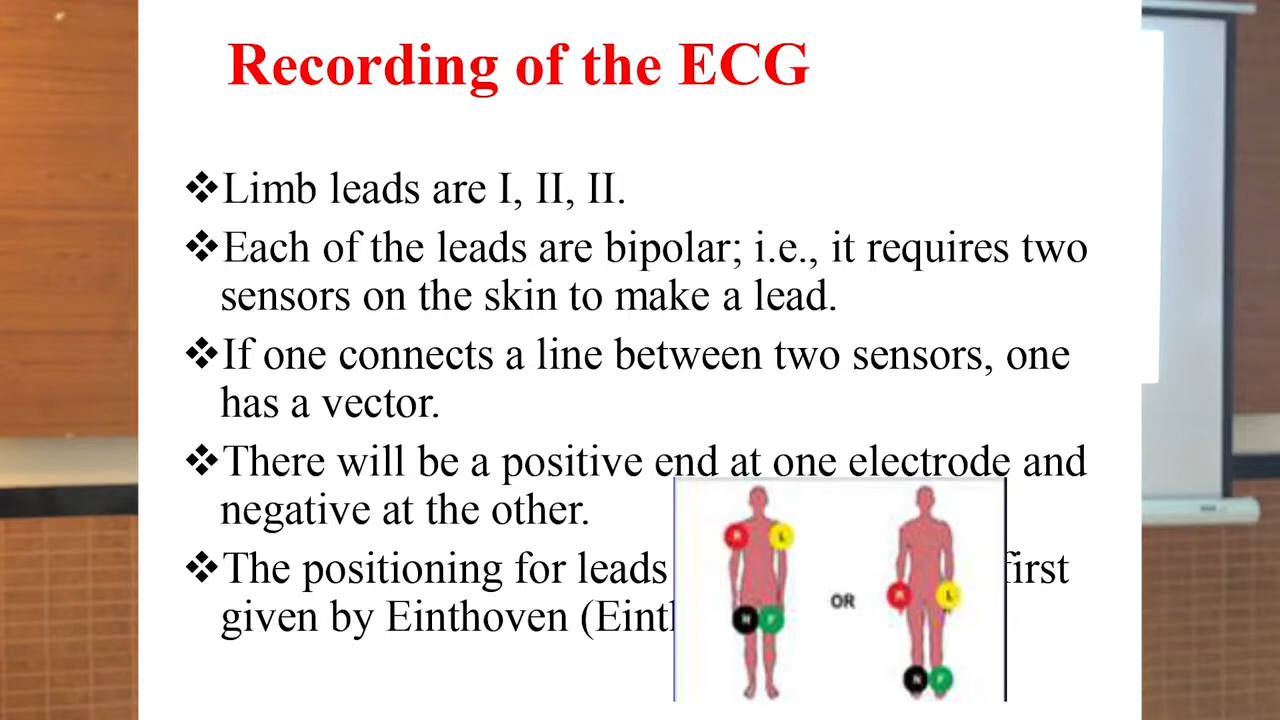 Recording of the ECG
❖Limb leads are I, II, II.
❖Each of the leads are bipolar; i.e., it requires two
sensors on the skin to make a lead.
❖If one connects a line between two sensors, one
has a vector.
❖There will be a positive end at one electrode and
negative at the other.
❖The positioning for leads first
given by Einthoven
R L
N F
OR
R L
N F